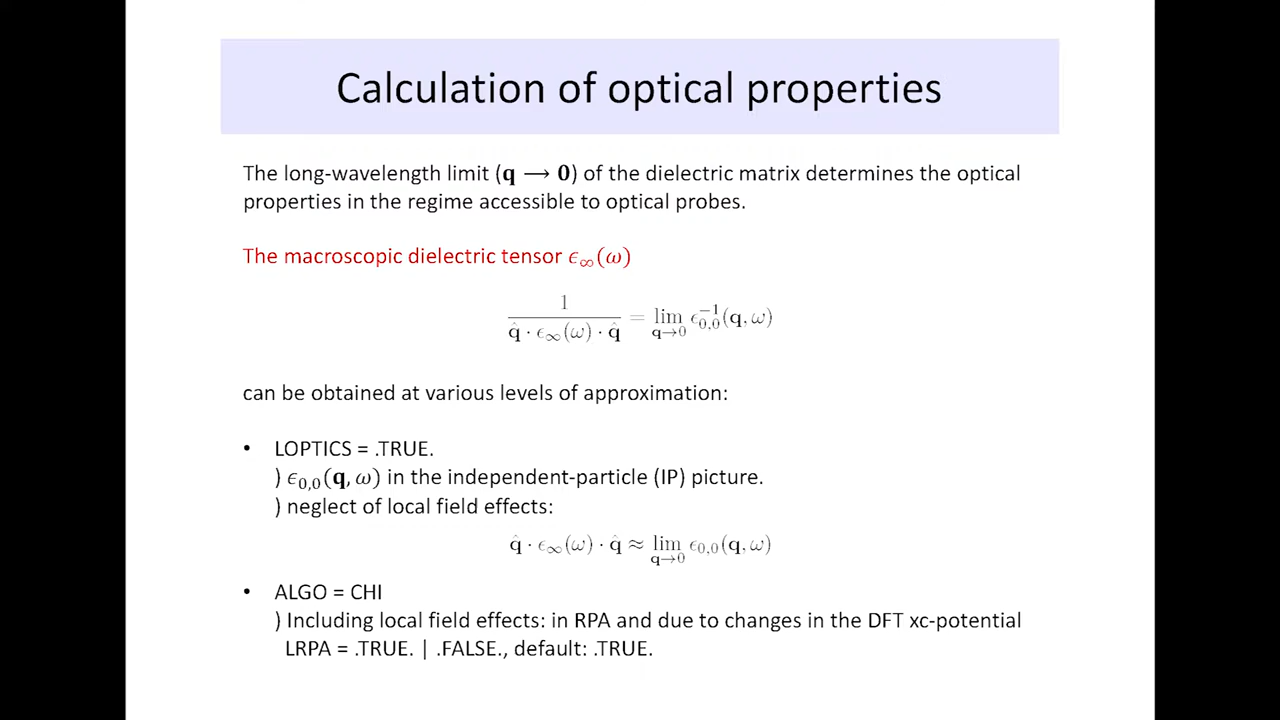 Calculation of optical properties
The long-wavelength limit (𝐪 ⟶ 𝟎) of the dielectric matrix determines the optical
properties in the regime accessible to optical probes.
The macroscopic dielectric tensor ϵ∞(ω)
1 / (q̂ · ϵ∞(ω) · q̂) = lim q→0 ϵ⁻¹₀,₀(q, ω)
can be obtained at various levels of approximation:
• LOPTICS = .TRUE.
) ϵ₀,₀(𝐪, ω) in the independent-particle (IP) picture.
) neglect of local field effects:
q̂ · ϵ∞(ω) · q̂ ≈ lim q→0 ϵ₀,₀(q, ω)
• ALGO = CHI
) Including local field effects: in RPA and due to changes in the DFT xc-potential
LRPA = .TRUE. | .FALSE., default: .TRUE.